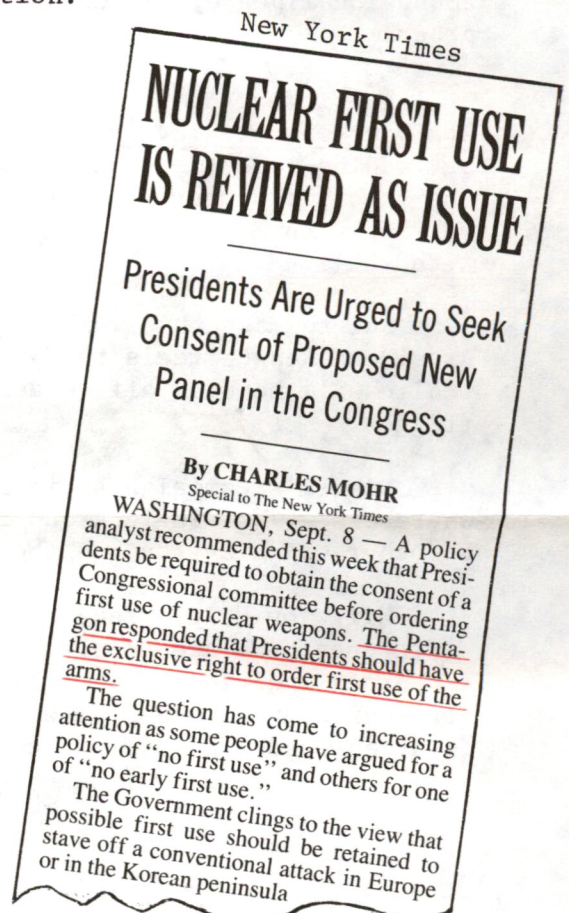 tion.
New York Times
NUCLEAR FIRST USE
IS REVIVED AS ISSUE
Presidents Are Urged to Seek
Consent of Proposed New
Panel in the Congress
By CHARLES MOHR
Special to The New York Times
WASHINGTON, Sept. 8 — A policy
analyst recommended this week that Presi-
dents be required to obtain the consent of a
Congressional committee before ordering
first use of nuclear weapons. The Penta-
gon responded that Presidents should have
the exclusive right to order first use of the
arms.
The question has come to increasing
attention as some people have argued for a
policy of “no first use” and others for one
of “no early first use.”
The Government clings to the view that
possible first use should be retained to
stave off a conventional attack in Europe
or in the Korean peninsula